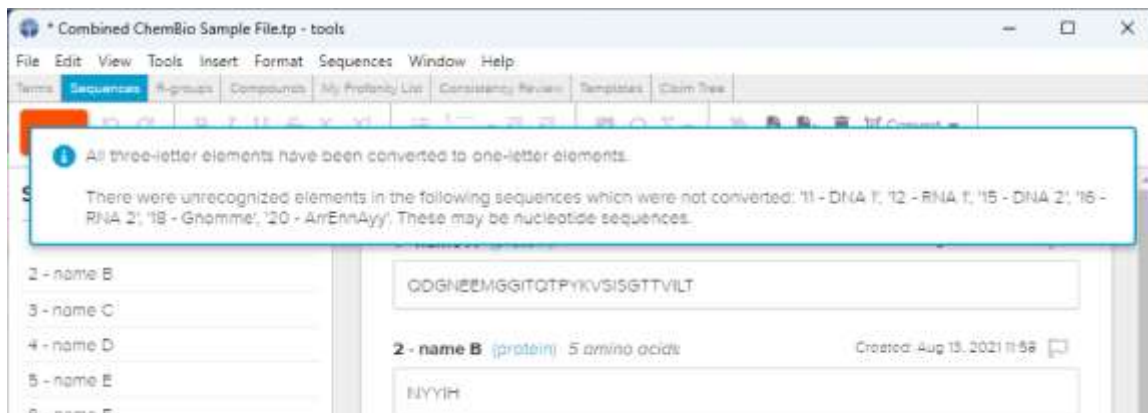 * Combined ChemBio Sample File.tp - tools
File Edit View Tools Insert Format Sequences Window Help
Terms Sequences R-groups Compounds My Profanity List Consistency Review Templates Claim Tree
Convert
All three-letter elements have been converted to one-letter elements.
There were unrecognized elements in the following sequences which were not converted: '11 - DNA 1', '12 - RNA 1', '15 - DNA 2', '16 -
RNA 2', '18 - Gnomme', '20 - ArrEnnAyy'. These may be nucleotide sequences.
2 - name B
3 - name C
4 - name D
5 - name E
QDGNEEMGGITQTPYKVSISGTTVILT
2 - name B (protein) 5 amino acids
Created: Aug 13, 2021 11:58
NYYIH